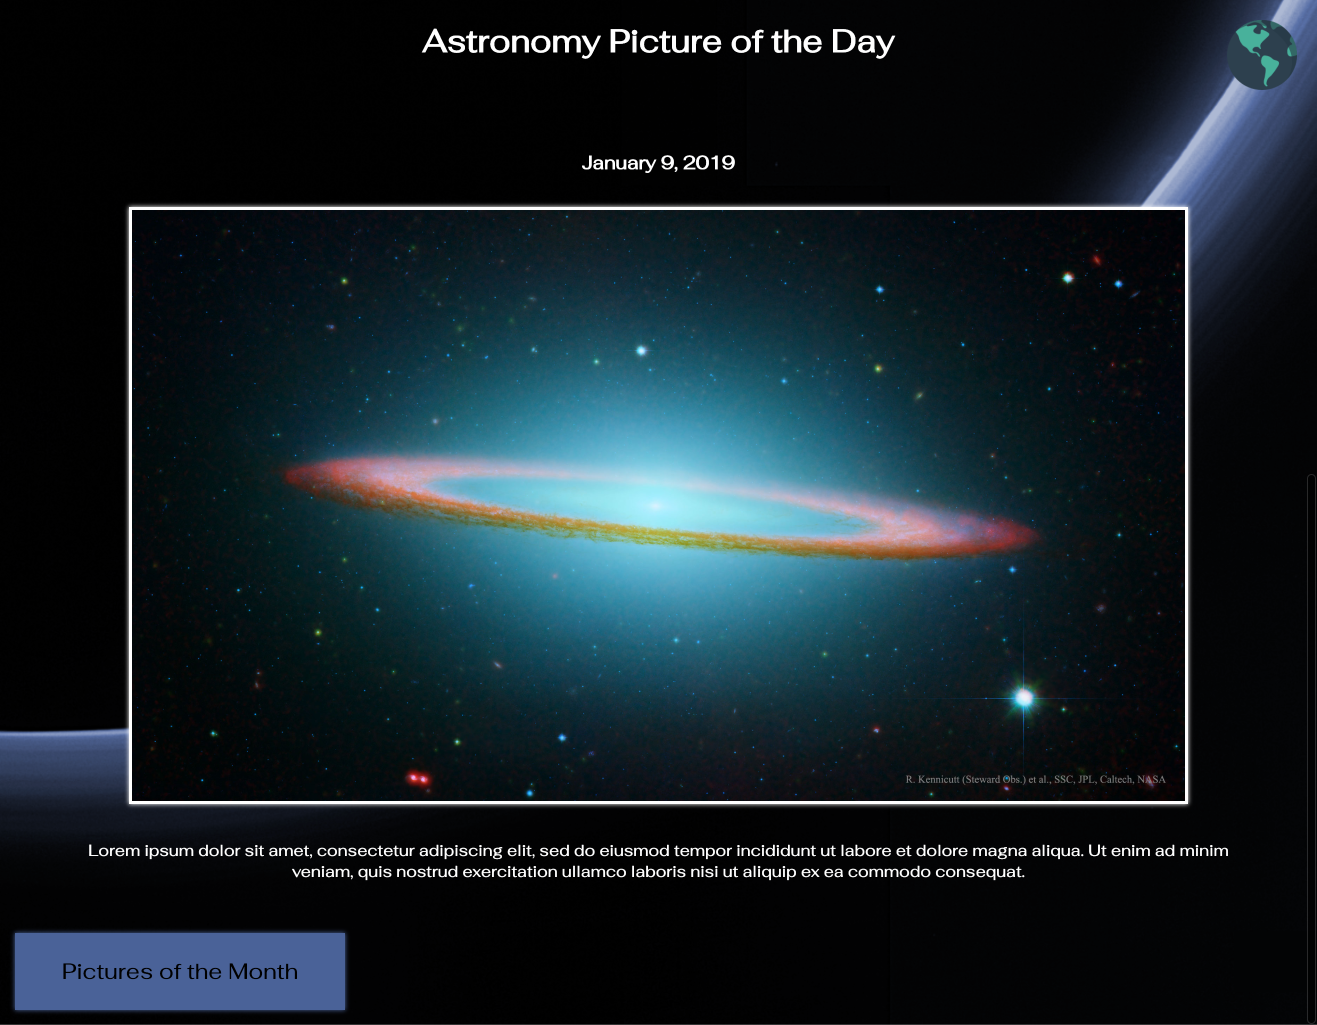 Astronomy Picture of the Day
January 9, 2019
R. Kennicutt (Steward Obs.) et al., SSC, JPL, Caltech, NASA
Lorem ipsum dolor sit amet, consectetur adipiscing elit, sed do eiusmod tempor incididunt ut labore et dolore magna aliqua. Ut enim ad minim
veniam, quis nostrud exercitation ullamco laboris nisi ut aliquip ex ea commodo consequat.
Pictures of the Month